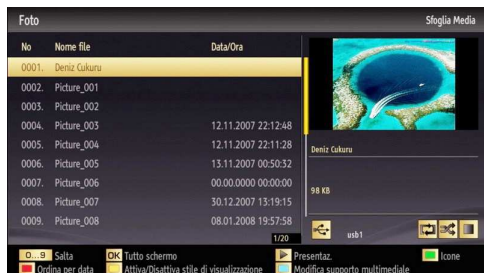 Foto
Sfoglia Media
No Nome file Data/Ora
0001. Deniz Cukuru
0002. Picture_001
0003. Picture_002
0004. Picture_003 12.11.2007 22:12:48
0005. Picture_004 12.11.2007 22:11:28
0006. Picture_005 13.11.2007 00:50:32
0007. Picture_006 00.00.0000 00:00:00
0008. Picture_007 30.12.2007 13:19:15
0009. Picture_008 08.01.2008 19:57:58
1/20
Deniz Cukuru
98 KB
usb1
0...9 Salta OK Tutto schermo Presentaz. Icone
Ordina per data Attiva/Disattiva stile di visualizzazione Modifica supporto multimediale